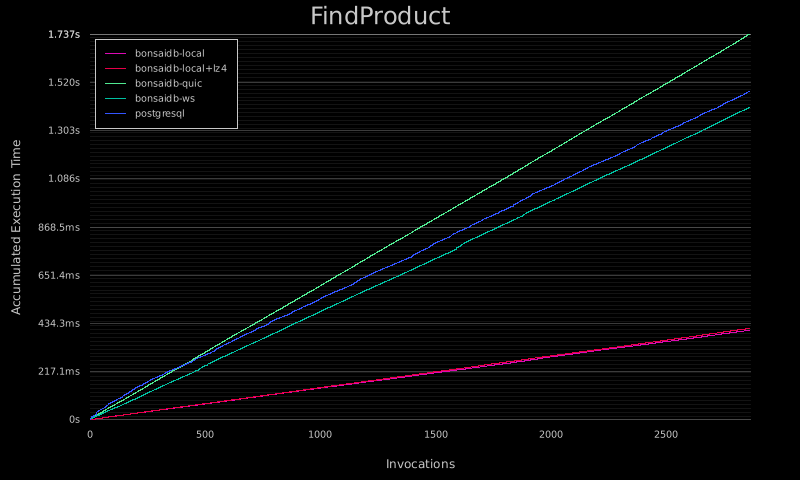 FindProduct
1.737s
1.520s
1.303s
1.086s
868.5ms
651.4ms
434.3ms
217.1ms
0s
Accumulated Execution Time
bonsaidb-local
bonsaidb-local+lz4
bonsaidb-quic
bonsaidb-ws
postgresql
0
500
1000
1500
2000
2500
Invocations